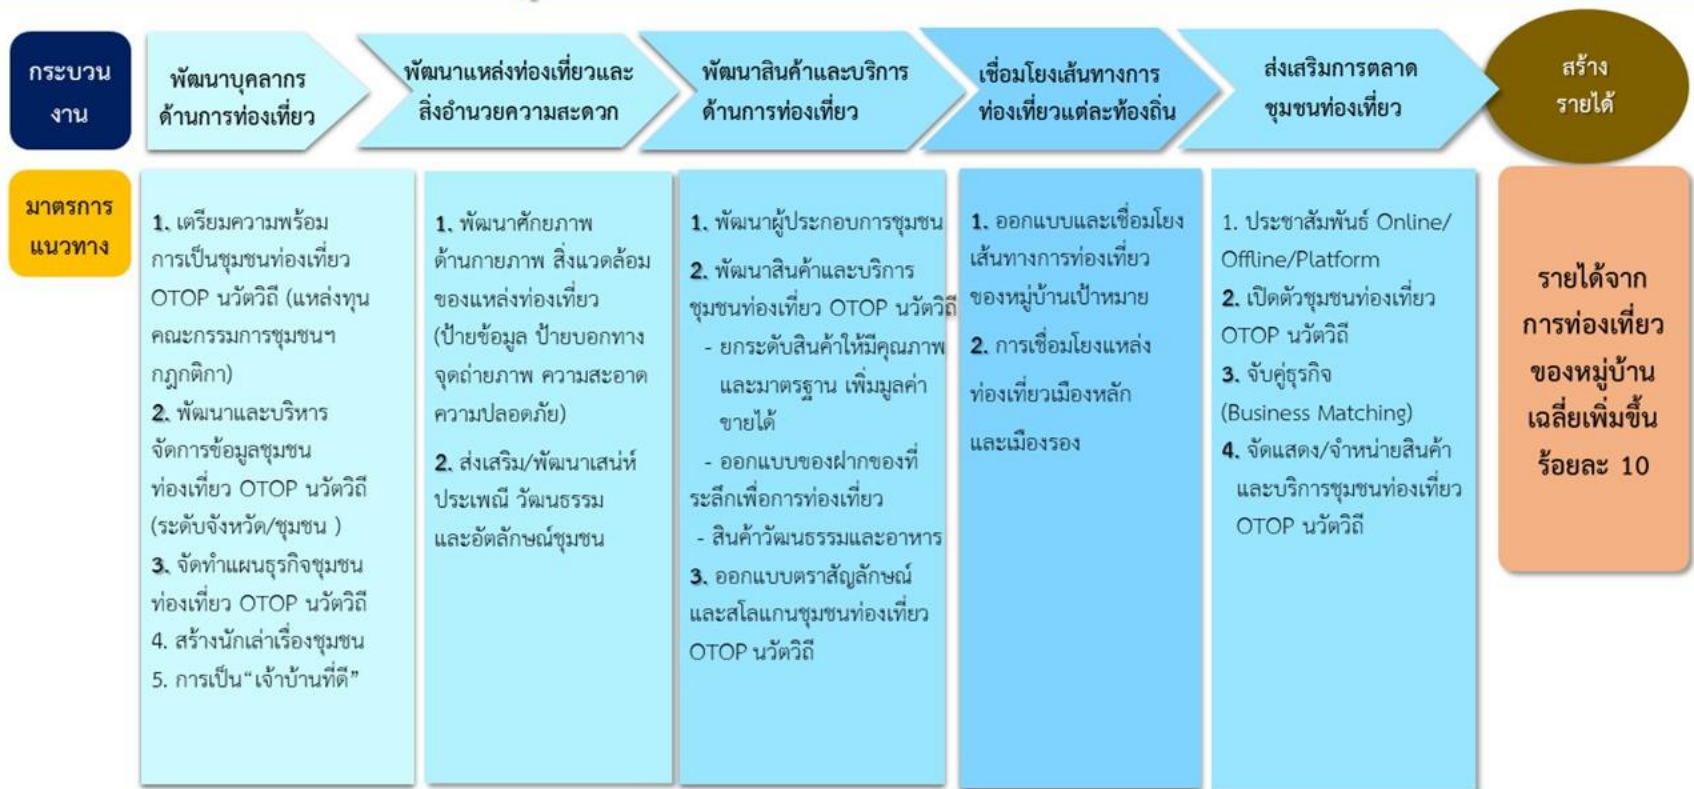 กระบวน
งาน
พัฒนาบุคลากร
ด้านการท่องเที่ยว
พัฒนาแหล่งท่องเที่ยวและ
สิ่งอำนวยความสะดวก
พัฒนาสินค้าและบริการ
ด้านการท่องเที่ยว
เชื่อมโยงเส้นทางการ
ท่องเที่ยวแต่ละท้องถิ่น
ส่งเสริมการตลาด
ชุมชนท่องเที่ยว
สร้าง
รายได้
มาตรการ
แนวทาง
1. เตรียมความพร้อม
การเป็นชุมชนท่องเที่ยว
OTOP นวัตวิถี (แหล่งทุน
คณะกรรมการชุมชนฯ
กฎกติกา)
2. พัฒนาและบริหาร
จัดการข้อมูลชุมชน
ท่องเที่ยว OTOP นวัตวิถี
(ระดับจังหวัด/ชุมชน )
3. จัดทำแผนธุรกิจชุมชน
ท่องเที่ยว OTOP นวัตวิถี
4. สร้างนักเล่าเรื่องชุมชน
5. การเป็น“เจ้าบ้านที่ดี”
1. พัฒนาศักยภาพ
ด้านกายภาพ สิ่งแวดล้อม
ของแหล่งท่องเที่ยว
(ป้ายข้อมูล ป้ายบอกทาง
จุดถ่ายภาพ ความสะอาด
ความปลอดภัย)
2. ส่งเสริม/พัฒนาเสน่ห์
ประเพณี วัฒนธรรม
และอัตลักษณ์ชุมชน
1. พัฒนาผู้ประกอบการชุมชน
2. พัฒนาสินค้าและบริการ
ชุมชนท่องเที่ยว OTOP นวัตวิถี
- ยกระดับสินค้าให้มีคุณภาพ
และมาตรฐาน เพิ่มมูลค่า
ขายได้
- ออกแบบของฝากของที่
ระลึกเพื่อการท่องเที่ยว
- สินค้าวัฒนธรรมและอาหาร
3. ออกแบบตราสัญลักษณ์
และสโลแกนชุมชนท่องเที่ยว
OTOP นวัตวิถี
1. ออกแบบและเชื่อมโยง
เส้นทางการท่องเที่ยว
ของหมู่บ้านเป้าหมาย
2. การเชื่อมโยงแหล่ง
ท่องเที่ยวเมืองหลัก
และเมืองรอง
1. ประชาสัมพันธ์ Online/
Offline/Platform
2. เปิดตัวชุมชนท่องเที่ยว
OTOP นวัตวิถี
3. จับคู่ธุรกิจ
(Business Matching)
4. จัดแสดง/จำหน่ายสินค้า
และบริการชุมชนท่องเที่ยว
OTOP นวัตวิถี
รายได้จาก
การท่องเที่ยว
ของหมู่บ้าน
เฉลี่ยเพิ่มขึ้น
ร้อยละ 10